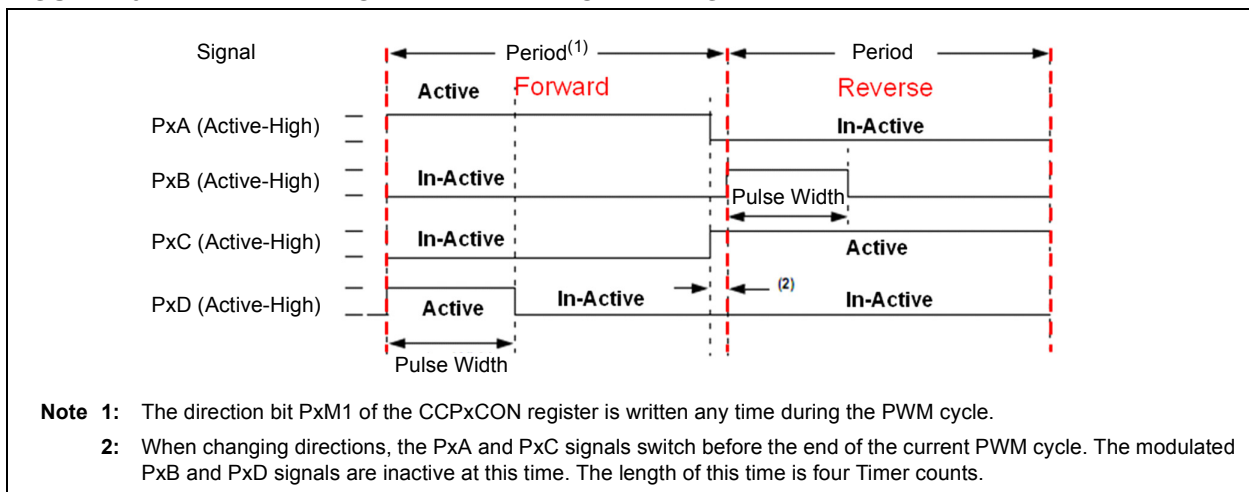 Signal
Period(1)
Period
Active
Forward
Reverse
PxA (Active-High)
In-Active
PxB (Active-High)
In-Active
Pulse Width
PxC (Active-High)
In-Active
Active
PxD (Active-High)
Active
In-Active
(2)
In-Active
Pulse Width
Note 1: The direction bit PxM1 of the CCPxCON register is written any time during the PWM cycle.
2: When changing directions, the PxA and PxC signals switch before the end of the current PWM cycle. The modulated
PxB and PxD signals are inactive at this time. The length of this time is four Timer counts.